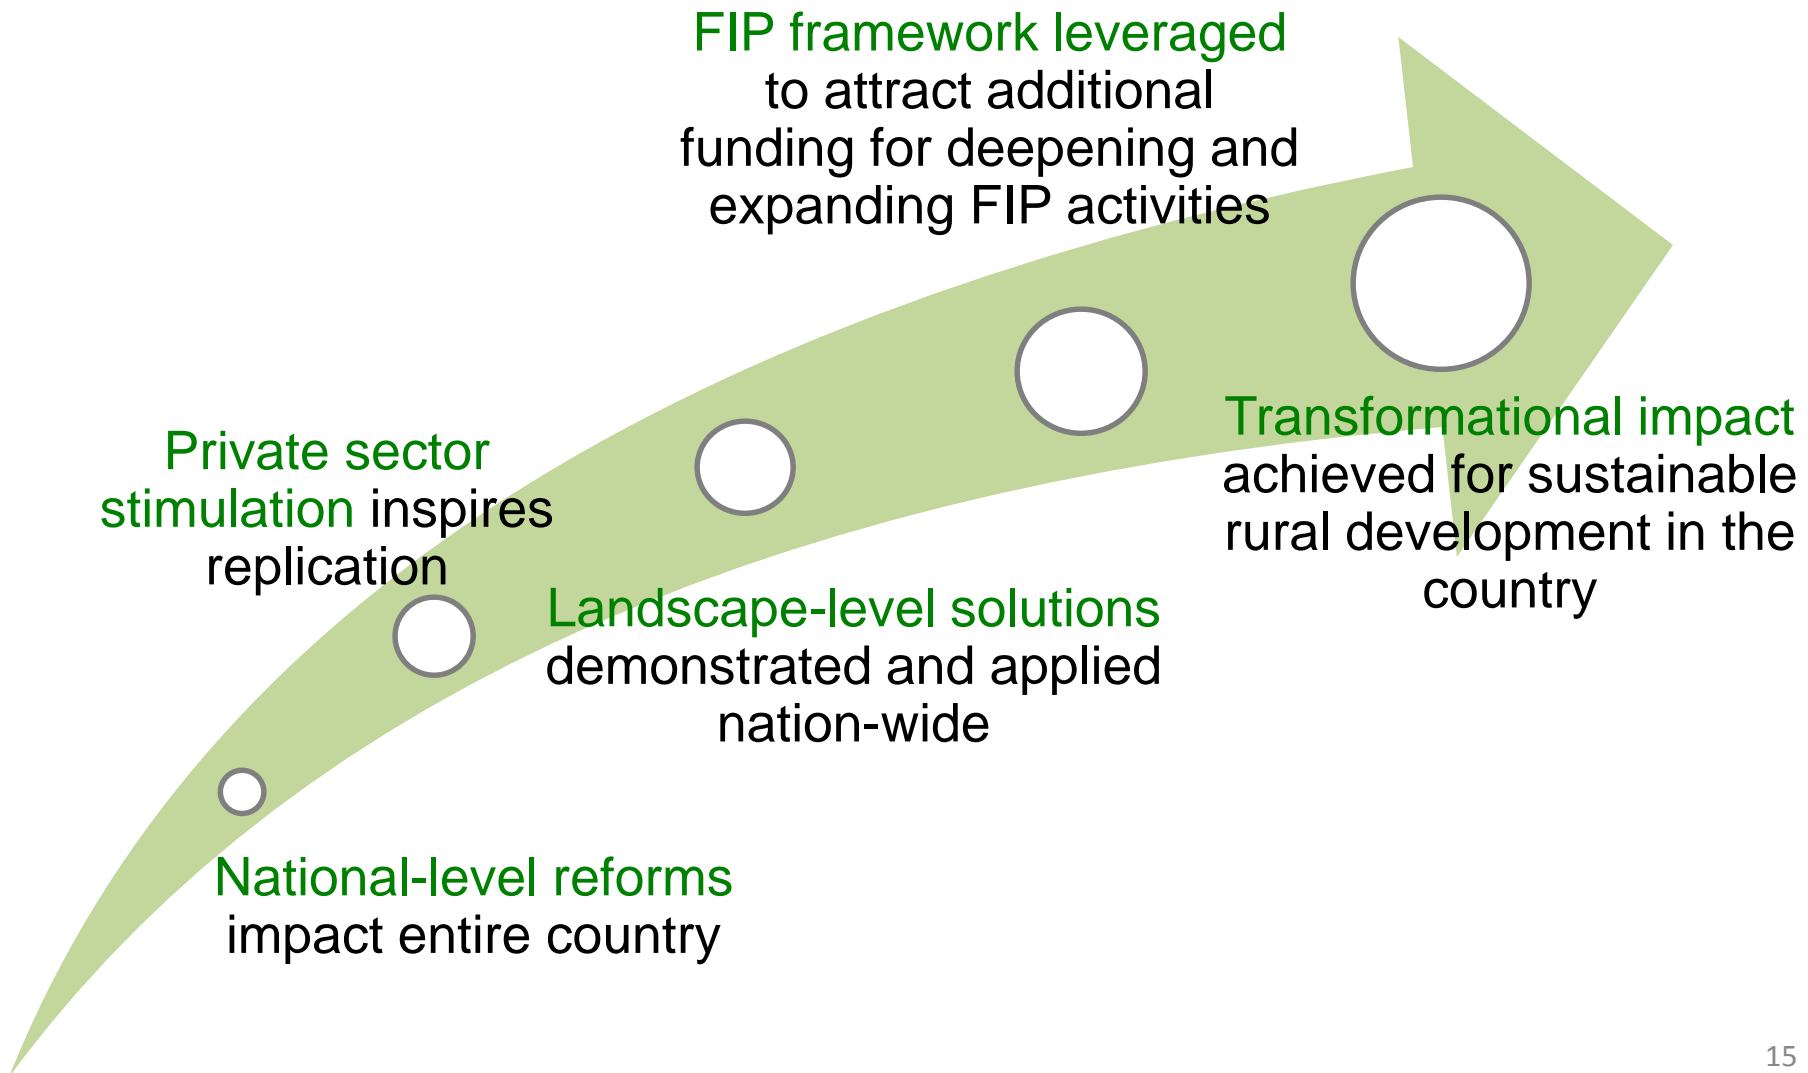 FIP framework leveraged
to attract additional
funding for deepening and
expanding FIP activities
Private sector
stimulation inspires
replication
Transformational impact
achieved for sustainable
rural development in the
country
Landscape-level solutions
demonstrated and applied
nation-wide
National-level reforms
impact entire country
15